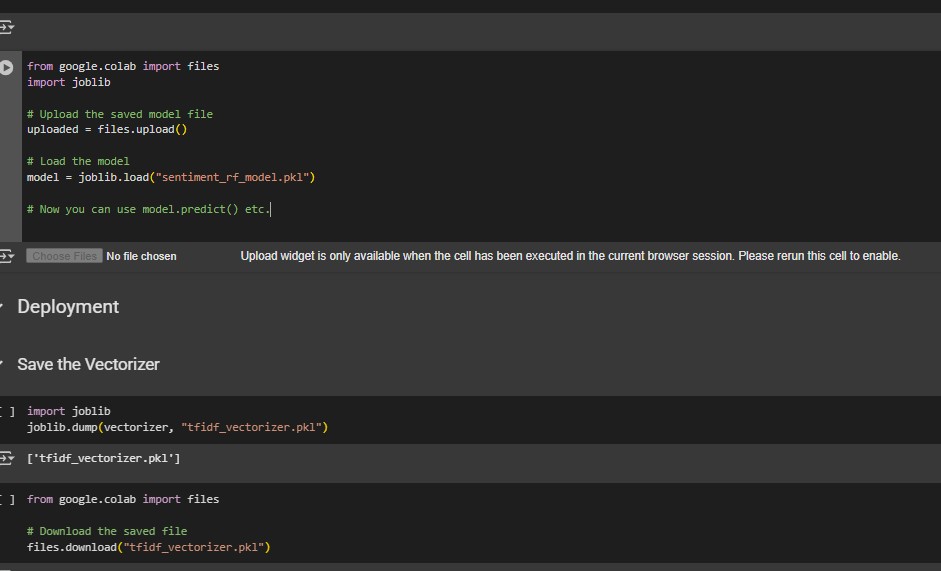 from google.colab import files
import joblib
# Upload the saved model file
uploaded = files.upload()
# Load the model
model = joblib.load("sentiment_rf_model.pkl")
# Now you can use model.predict() etc.
Choose Files No file chosen Upload widget is only available when the cell has been executed in the current browser session. Please rerun this cell to enable.
Deployment
Save the Vectorizer
[ ] import joblib
joblib.dump(vectorizer, "tfidf_vectorizer.pkl")
['tfidf_vectorizer.pkl']
[ ] from google.colab import files
# Download the saved file
files.download("tfidf_vectorizer.pkl")